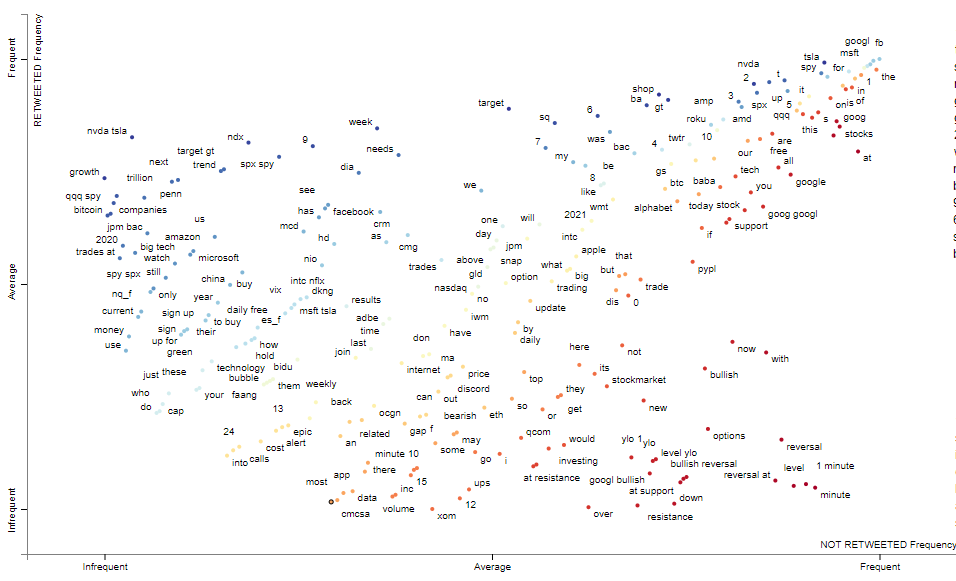 Frequent
RETWEETED Frequency
googl fb
tsla
msft
nvda
t
spy
for
1
the
2
shop
ba
gt
3
amp
spx
up
it
5
in
on
is of
target
6
sq
roku
amd
qqq
s
goog
this
stocks
week
nvda tsla
ndx
9
needs
7
was
bac
4
twtr
10
are
our
free
at
target gt
next
trend
spx spy
dia
my
be
all
growth
trillion
gs
tech
google
penn
see
we
8
like
btc
baba
you
qqq spy
bitcoin
companies
has
facebook
wmt
alphabet
today stock
goog googl
us
mcd
crm
one
will
2021
support
jpm bac
if
2020
big tech
amazon
hd
as
cmg
day
jpm
intc
trades at
watch
microsoft
nio
trades
above
snap
apple
that
what
but
pypl
Average
spy spx
still
china
buy
intc nflx
gld
option
big
trade
nq_f
only
year
vix
dkng
nasdaq
no
trading
dis
0
current
sign up
daily free
msft tsla
results
iwm
update
to buy
es_f
adbe
money
sign
their
time
have
by
use
up for
how
last
don
daily
green
hold
join
ma
here
not
now
with
just
these
technology
bidu
internet
price
its
bullish
bubble
them
weekly
discord
top
stockmarket
who
your
faang
can
out
they
do
cap
13
back
ocgn
bearish
eth
so
or
get
new
24
epic
related
gap
f
qcom
ylo 1
ylo
options
cost
alert
an
may
would
reversal
into
calls
minute 10
some
go
i
investing
level ylo
bullish reversal
most
app
there
15
ups
at resistance
googl bullish
reversal at
level
1 minute
data
inc
at support
down
minute
cmcsa
volume
xom
12
over
resistance
Infrequent
NOT RETWEETED Frequency
Infrequent
Average
Frequent